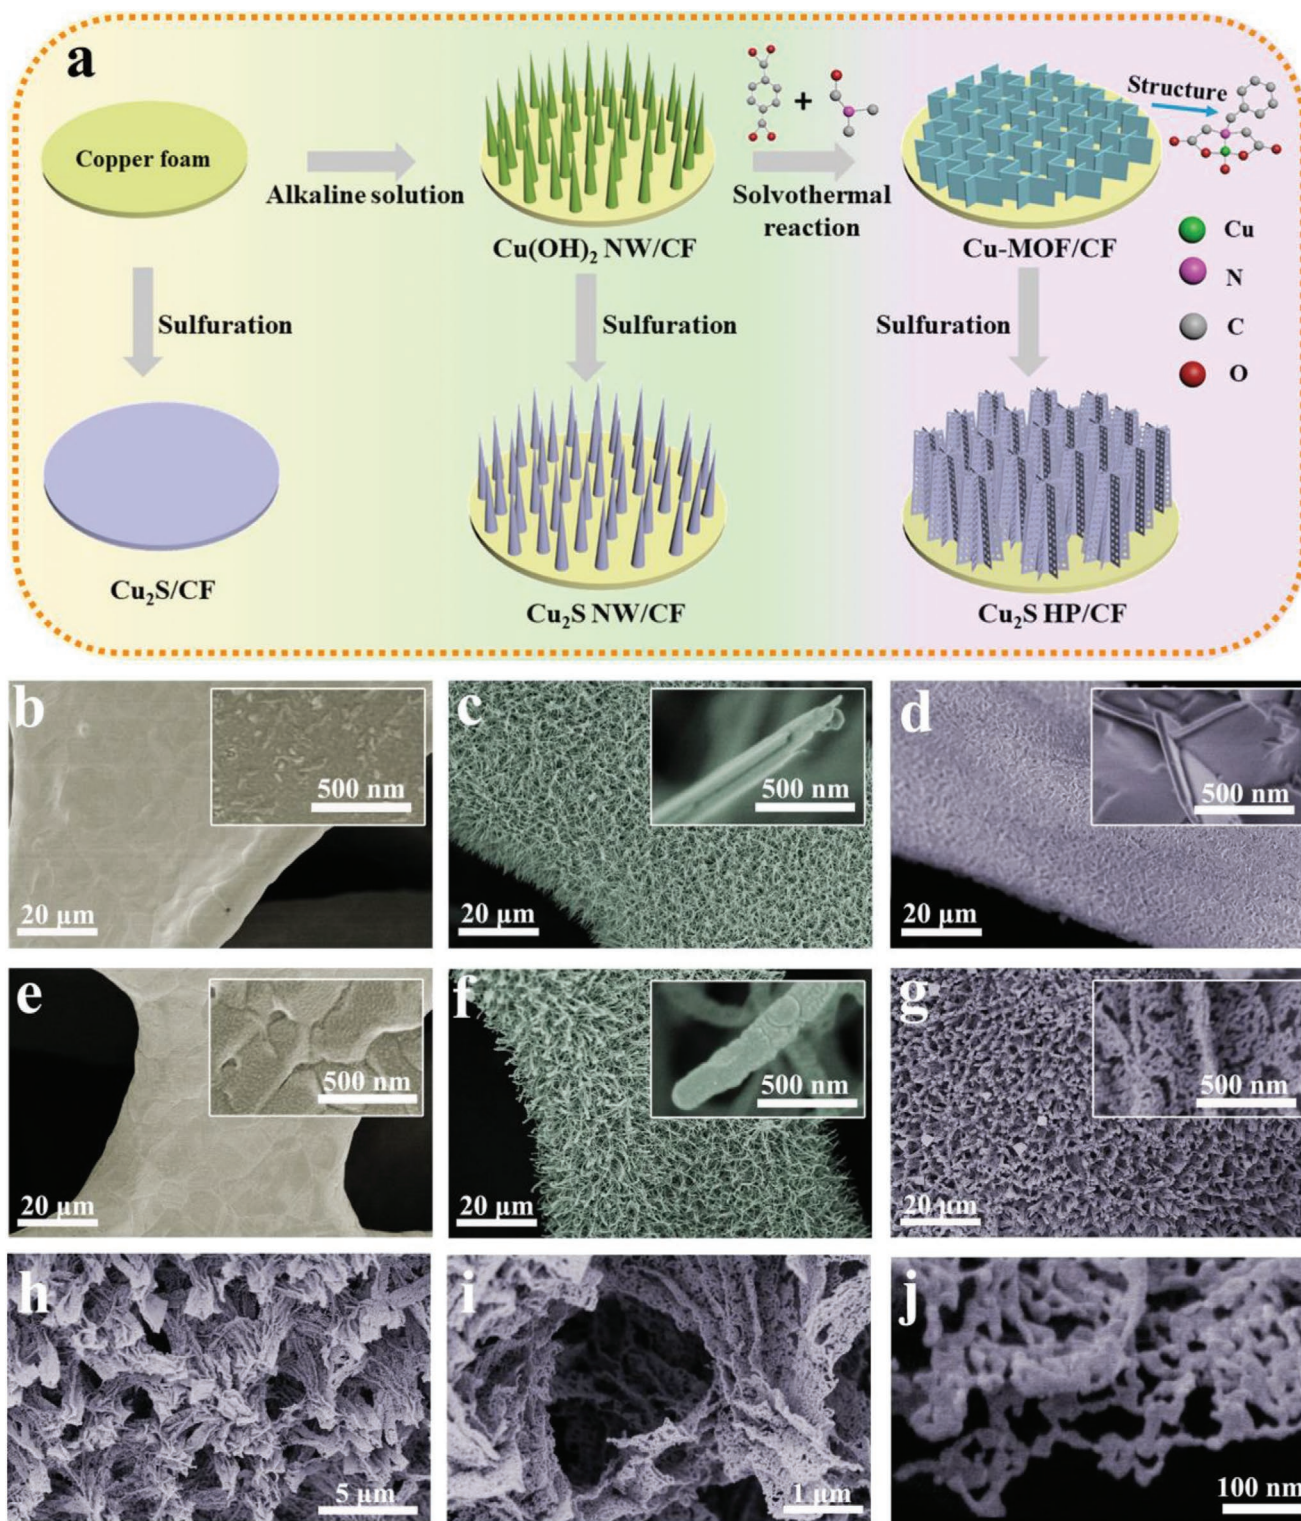 a
Copper foam
Alkaline solution
Cu(OH)₂ NW/CF
+
Solvothermal
reaction
Cu-MOF/CF
Structure
Cu
N
C
O
Sulfuration
Sulfuration
Sulfuration
Cu₂S/CF
Cu₂S NW/CF
Cu₂S HP/CF
b
500 nm
20 µm
c
500 nm
20 µm
d
500 nm
20 µm
e
500 nm
20 µm
f
500 nm
20 µm
g
500 nm
20 µm
h
5 µm
i
1 µm
j
100 nm